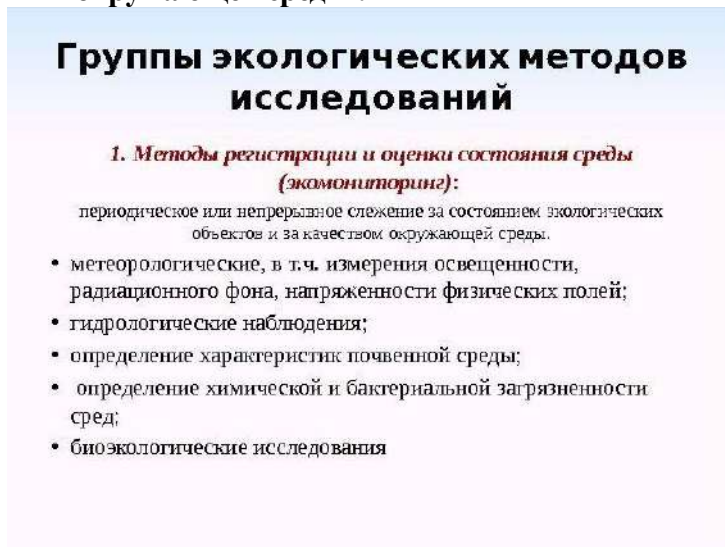 Группы экологических методов
исследований
1. Методы регистрации и оценки состояния среды
(экомониторинг):
периодическое или непрерывное слежение за состоянием экологических
объектов и за качеством окружающей среды.
• метеорологические, в т.ч. измерения освещенности,
радиационного фона, напряженности физических полей;
• гидрологические наблюдения;
• определение характеристик почвенной среды;
• определение химической и бактериальной загрязненности
сред;
• биоэкологические исследования